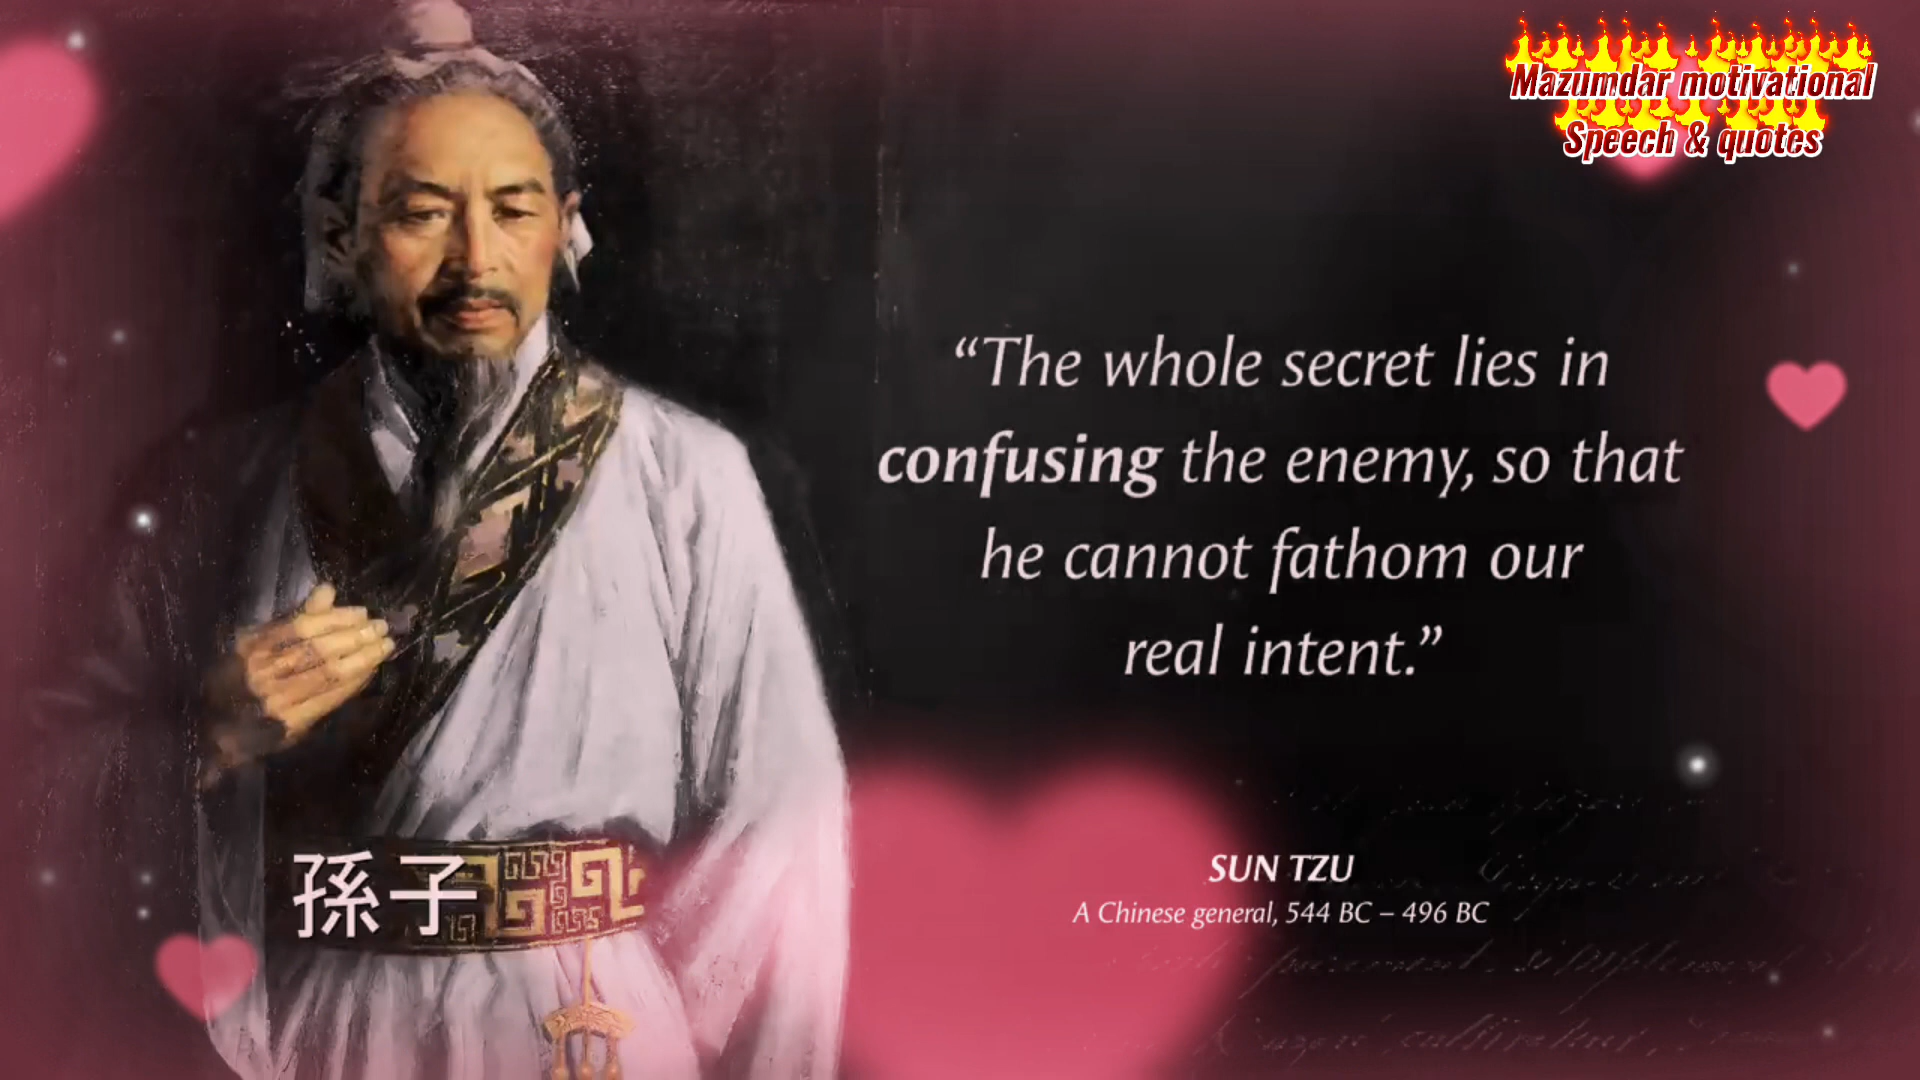 Mazumdar motivational
Speech & quotes
“The whole secret lies in
confusing the enemy, so that
he cannot fathom our
real intent.”
孫子
SUN TZU
A Chinese general, 544 BC – 496 BC